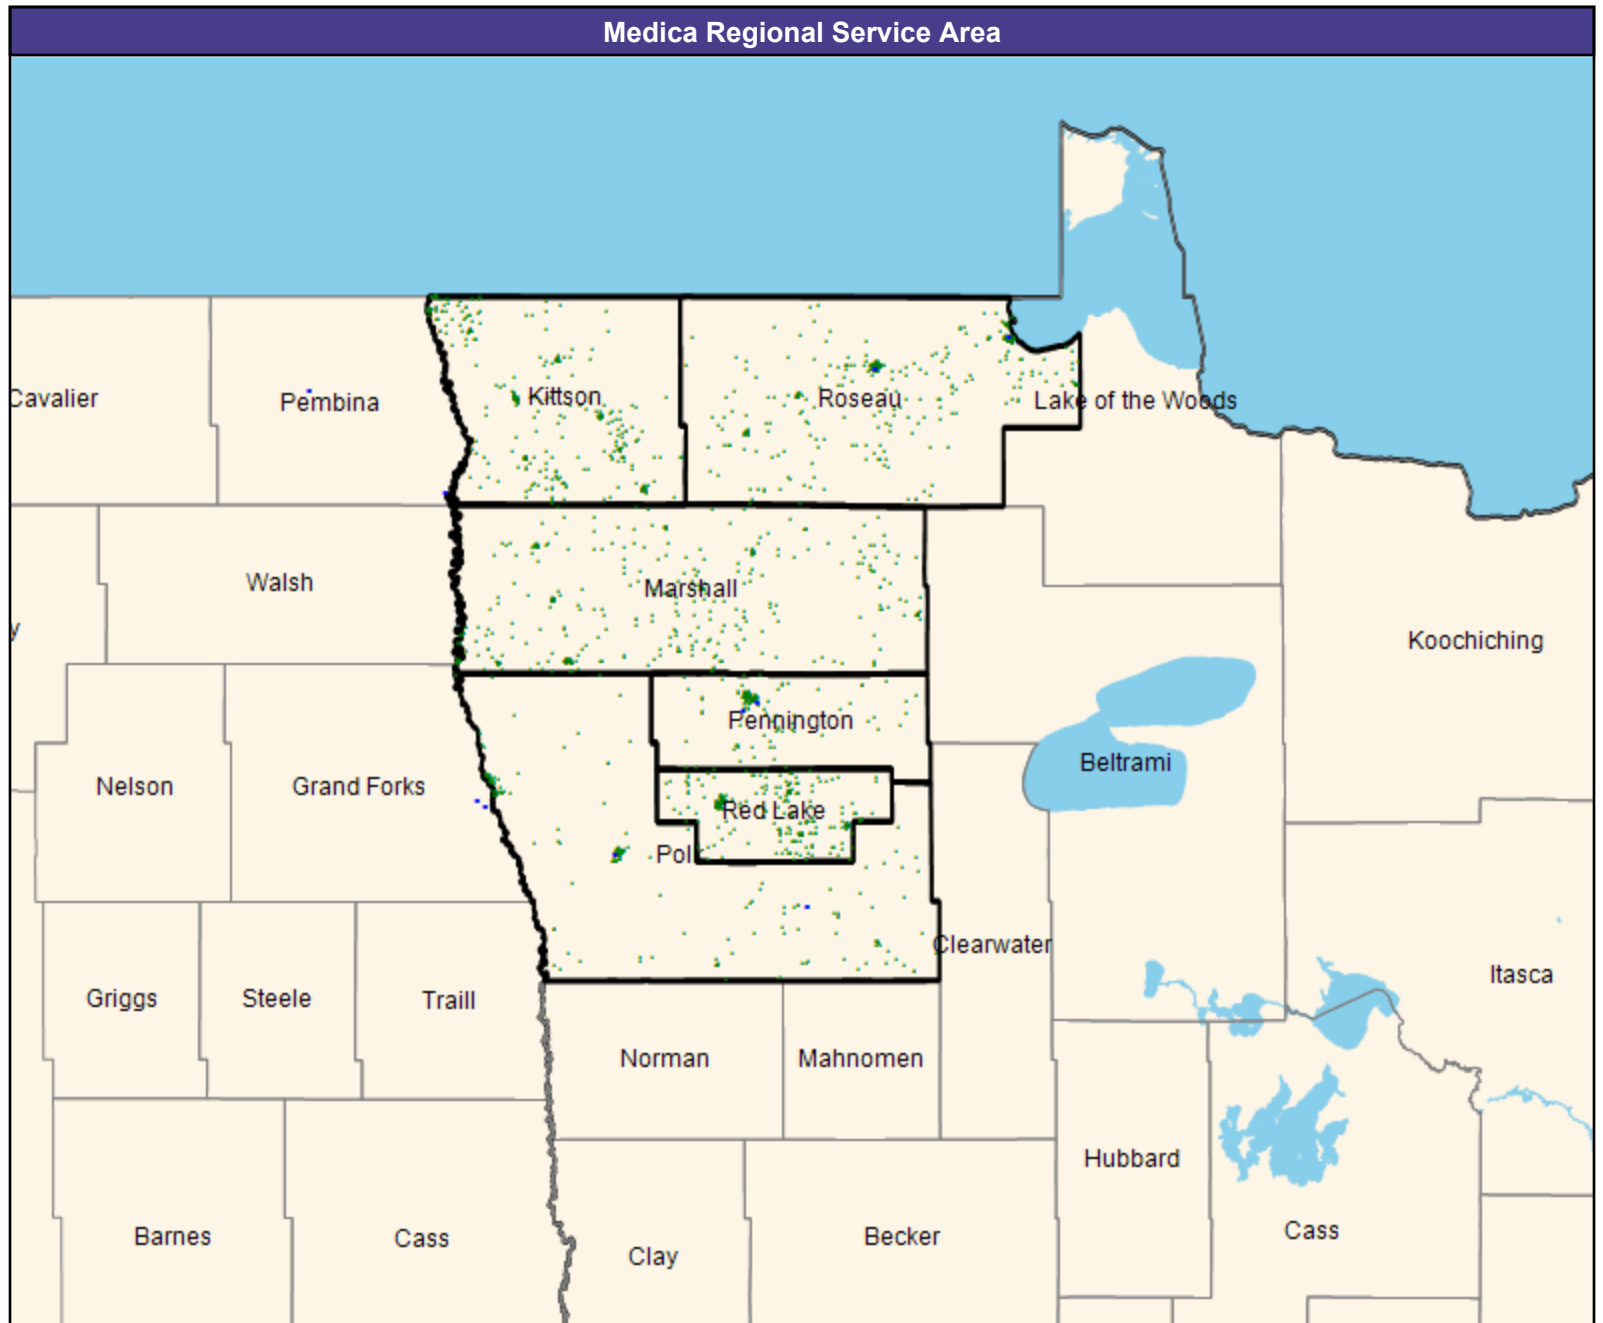 Medica Regional Service Area
Cavalier
Pembina
Kittson
Roseau
Lake of the Woods
Walsh
Marshall
y
Koochiching
Pennington
Beltrami
Nelson
Grand Forks
Red Lake
Pol
Clearwater
Itasca
Griggs
Steele
Traill
Norman
Mahnomen
Hubbard
Barnes
Cass
Clay
Becker
Cass